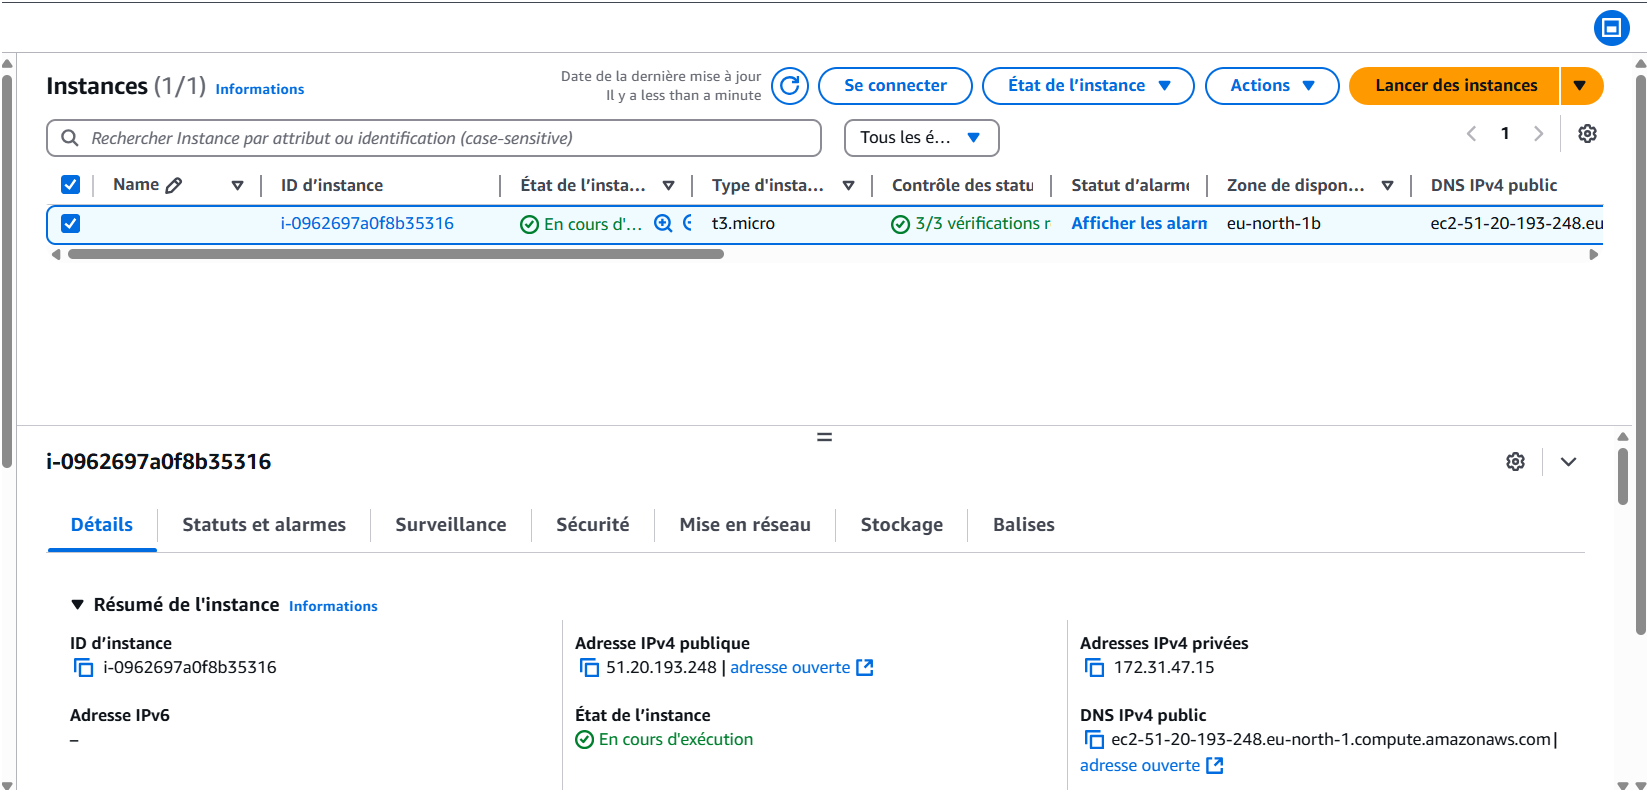 Instances (1/1) Informations
Date de la dernière mise à jour
Il y a less than a minute
Se connecter
État de l'instance
Actions
Lancer des instances
Rechercher Instance par attribut ou identification (case-sensitive)
Tous les é...
1
Name
ID d'instance
État de l'insta...
Type d'insta...
Contrôle des statu
Statut d'alarme
Zone de dispon...
DNS IPv4 public
i-0962697a0f8b35316
En cours d'...
t3.micro
3/3 vérifications r
Afficher les alarm
eu-north-1b
ec2-51-20-193-248.eu
i-0962697a0f8b35316
Détails
Statuts et alarmes
Surveillance
Sécurité
Mise en réseau
Stockage
Balises
Résumé de l'instance Informations
ID d'instance
i-0962697a0f8b35316
Adresse IPv4 publique
51.20.193.248 | adresse ouverte
Adresses IPv4 privées
172.31.47.15
Adresse IPv6
–
État de l'instance
En cours d'exécution
DNS IPv4 public
ec2-51-20-193-248.eu-north-1.compute.amazonaws.com |
adresse ouverte